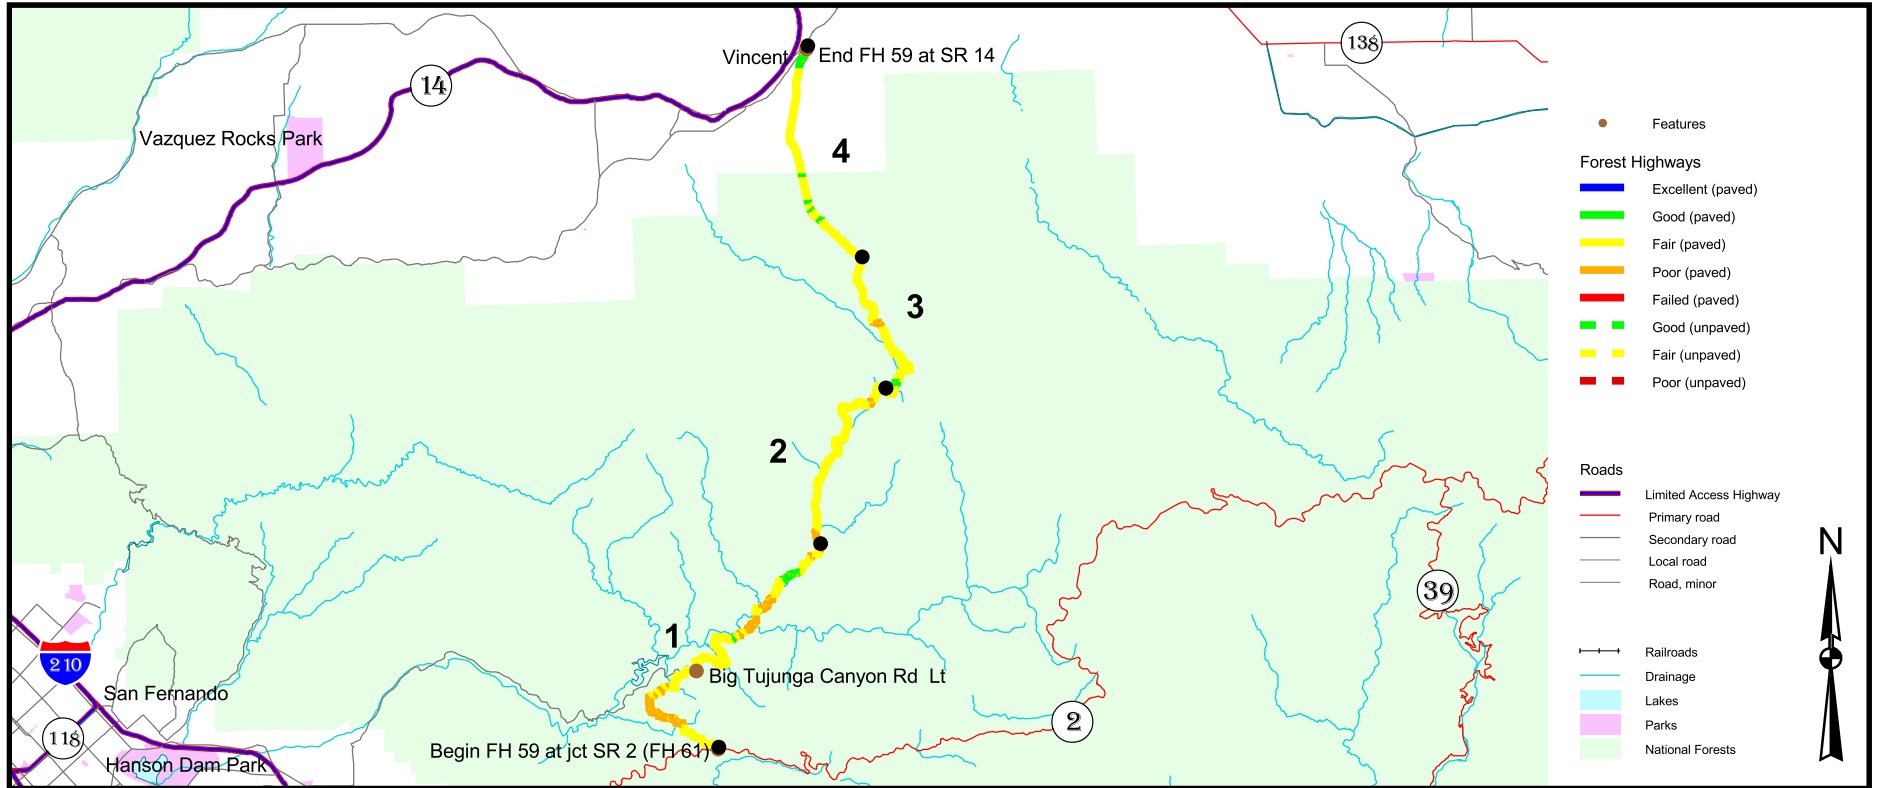 Vincent
End FH 59 at SR 14
138
14
Vazquez Rocks Park
4
3
2
1
Big Tujunga Canyon Rd  Lt
Begin FH 59 at jct SR 2 (FH 61)
2
39
210
San Fernando
118
Hanson Dam Park
Features
Forest Highways
Excellent (paved)
Good (paved)
Fair (paved)
Poor (paved)
Failed (paved)
Good (unpaved)
Fair (unpaved)
Poor (unpaved)
Roads
Limited Access Highway
Primary road
Secondary road
Local road
Road, minor
Railroads
Drainage
Lakes
Parks
National Forests
N